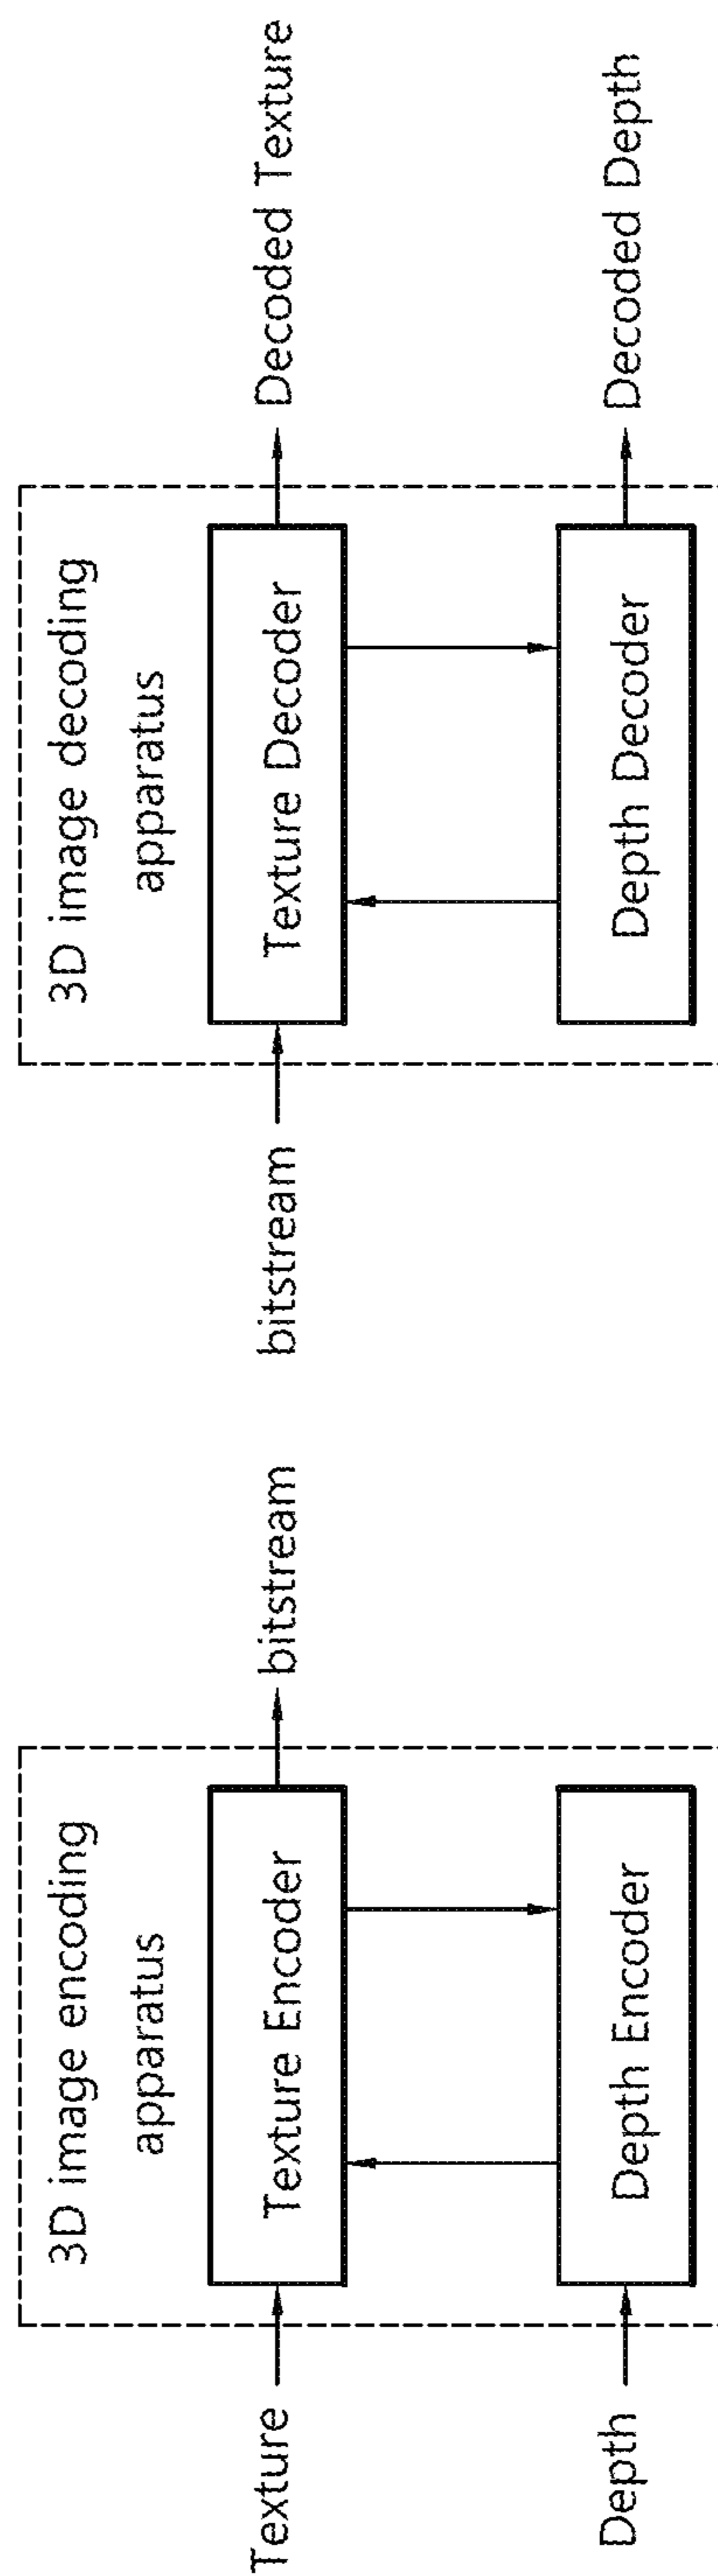 3D image encoding
apparatus
Texture
Texture Encoder
bitstream
Depth
Depth Encoder
3D image decoding
apparatus
bitstream
Texture Decoder
Decoded Texture
Depth Decoder
Decoded Depth